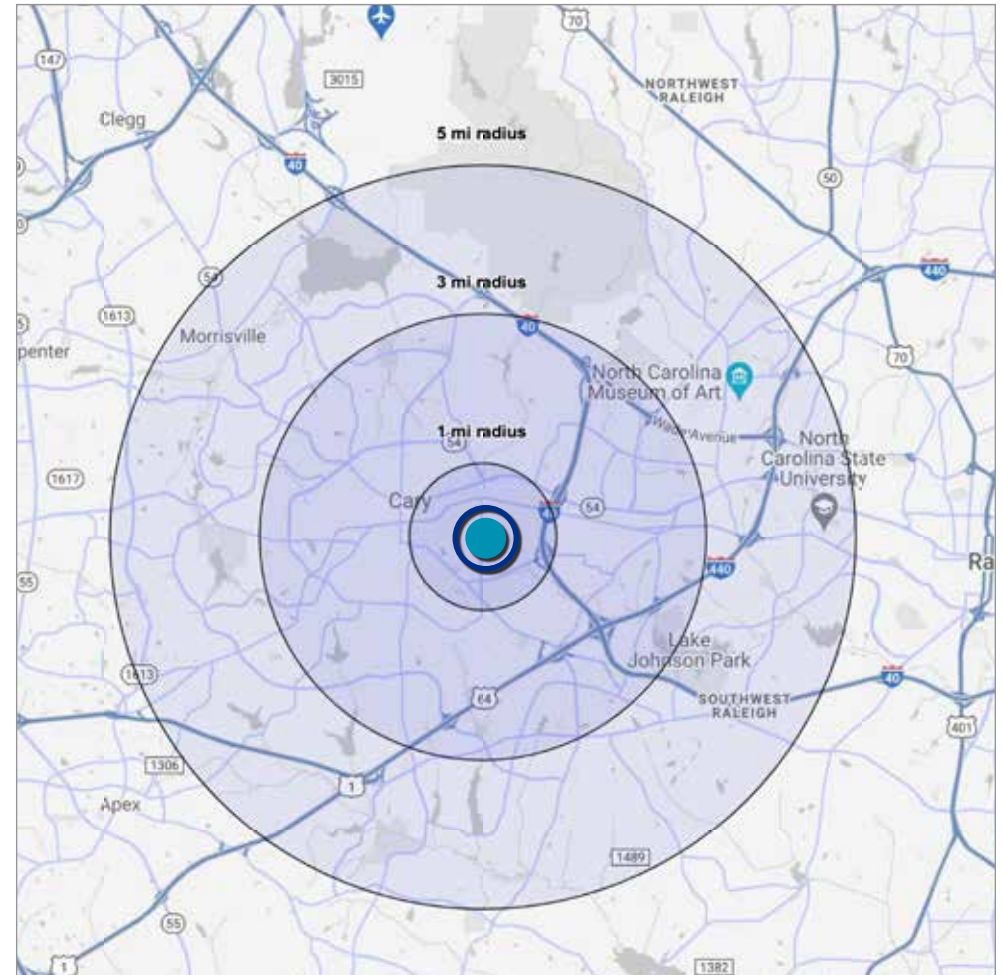 70
147
3015
NORTHWEST
RALEIGH
Clegg
5 mi radius
40
50
440
54
3 mi radius
1613
Morrisville
40
penter
70
North Carolina
Museum of Art
1 mi radius
54
Wade Avenue
North
Carolina State
University
1617
Cary
40
54
440
Ra
55
Lake
Johnson Park
1613
64
SOUTHWEST
RALEIGH
40
401
1306
1
Apex
1489
55
1
1382